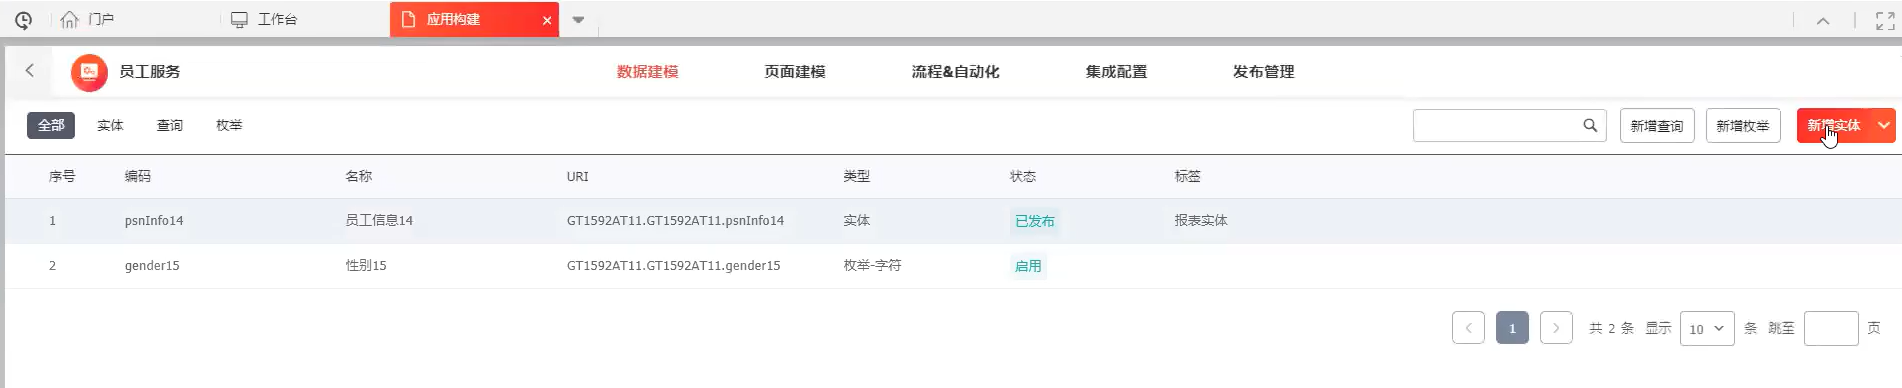 门户 工作台 应用构建
员工服务 数据建模 页面建模 流程&自动化 集成配置 发布管理
全部 实体 查询 枚举 新增查询 新增枚举 新增实体
序号 编码 名称 URI 类型 状态 标签
1 psnInfo14 员工信息14 GT1592AT11.GT1592AT11.psnInfo14 实体 已发布 报表实体
2 gender15 性别15 GT1592AT11.GT1592AT11.gender15 枚举-字符 启用
1 共 2 条 显示 10 条 跳至 页